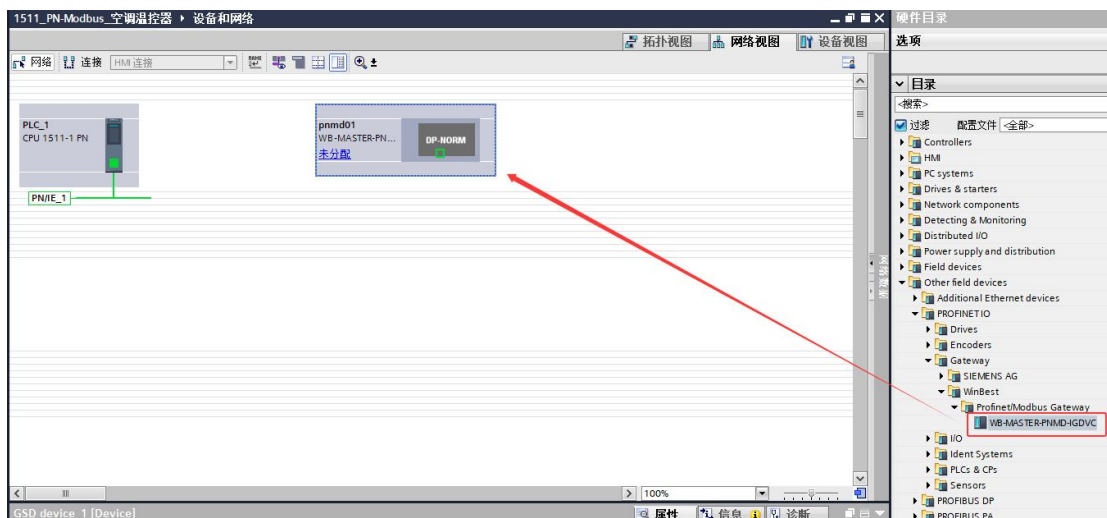 1511_PN-Modbus_空调温控器 ▸ 设备和网络
硬件目录
拓扑视图 网络视图 设备视图
选项
网络 连接 HMI 连接
目录
<搜索>
过滤 配置文件 <全部>
PLC_1
CPU 1511-1 PN
pnmd01
WB-MASTER-PN...
未分配
DP-NORM
PN/IE_1
Controllers
HMI
PC systems
Drives & starters
Network components
Detecting & Monitoring
Distributed I/O
Power supply and distribution
Field devices
Other field devices
Additional Ethernet devices
PROFINET IO
Drives
Encoders
Gateway
SIEMENS AG
WinBest
Profinet/Modbus Gateway
WB-MASTER-PNMD-IGDVC
I/O
Ident Systems
PLCs & CPs
Sensors
PROFIBUS DP
PROFIBUS PA
100%
GSD device_1 [Device]
属性 信息 诊断